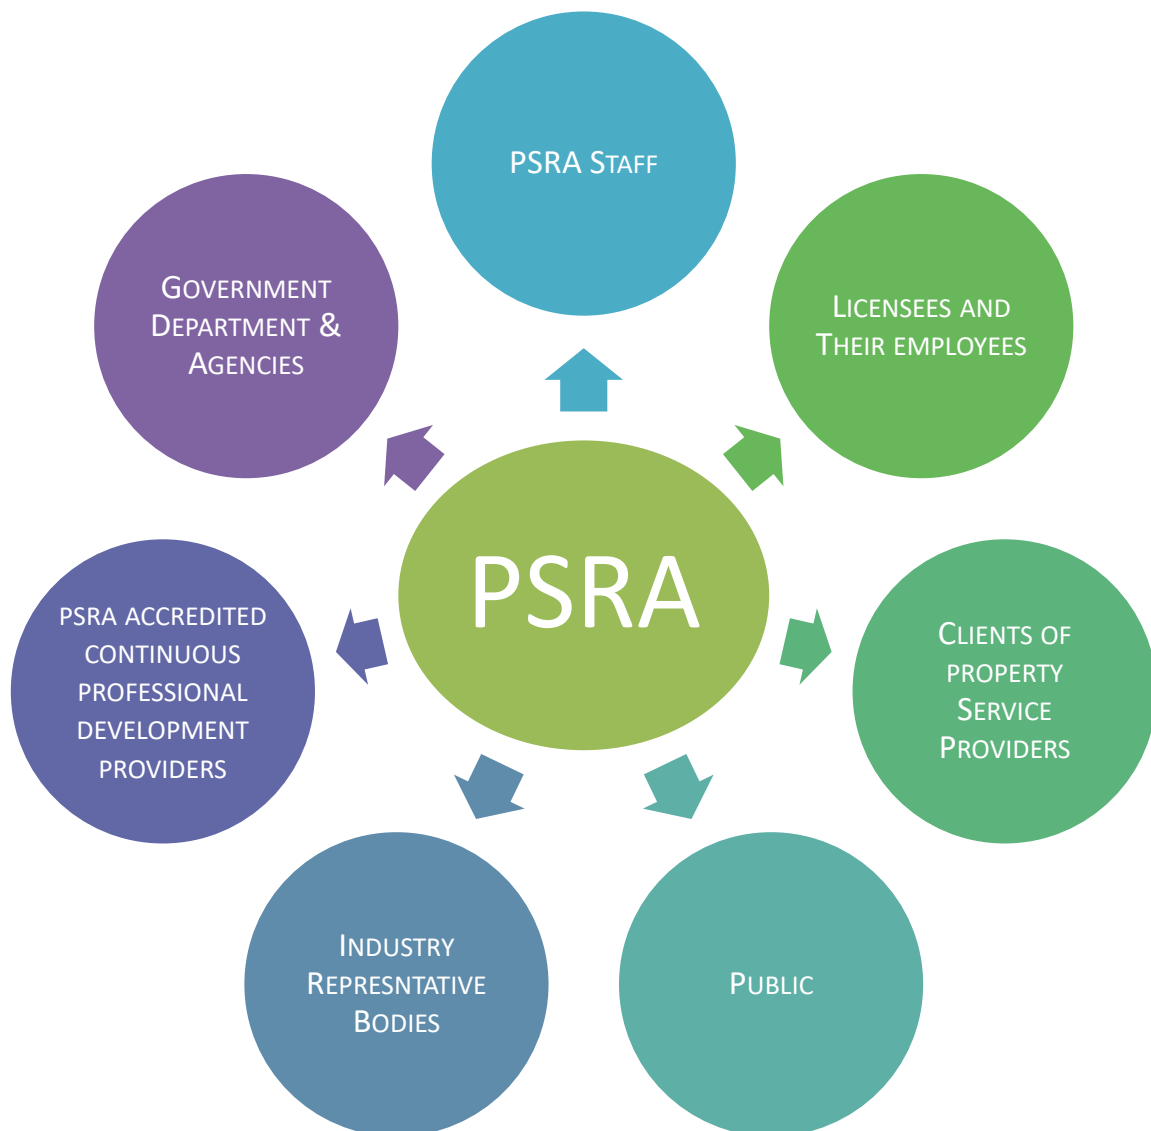 PSRA STAFF
LICENSEES AND
THEIR EMPLOYEES
CLIENTS OF
PROPERTY
SERVICE
PROVIDERS
PUBLIC
INDUSTRY
REPRESNTATIVE
BODIES
PSRA ACCREDITED
CONTINUOUS
PROFESSIONAL
DEVELOPMENT
PROVIDERS
GOVERNMENT
DEPARTMENT &
AGENCIES
PSRA